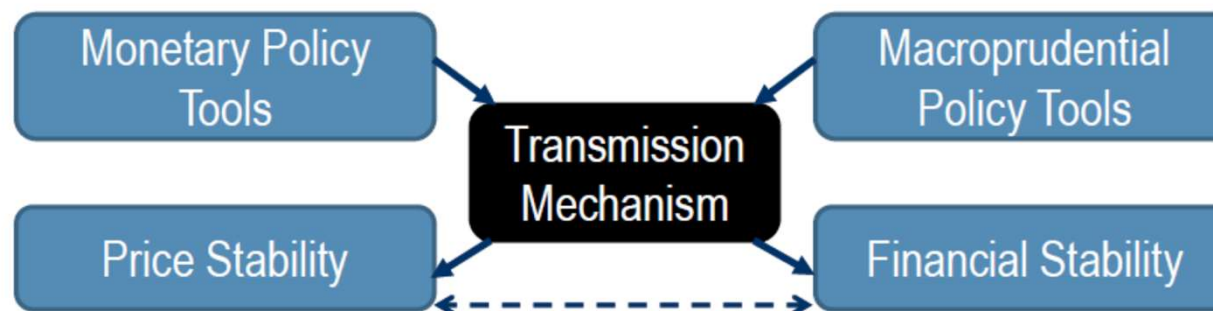 Monetary Policy
Tools
Macroprudential
Policy Tools
Transmission
Mechanism
Price Stability
Financial Stability